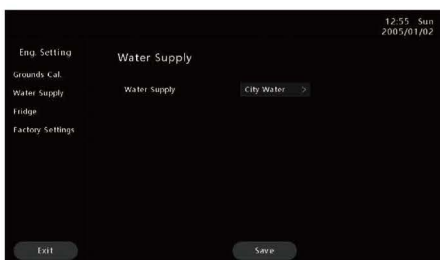 12:55 Sun
2005/01/02
Eng. Setting
Grounds Cal.
Water Supply
Fridge
Factory Settings
Water Supply
Water Supply
City Water >
Exit
Save